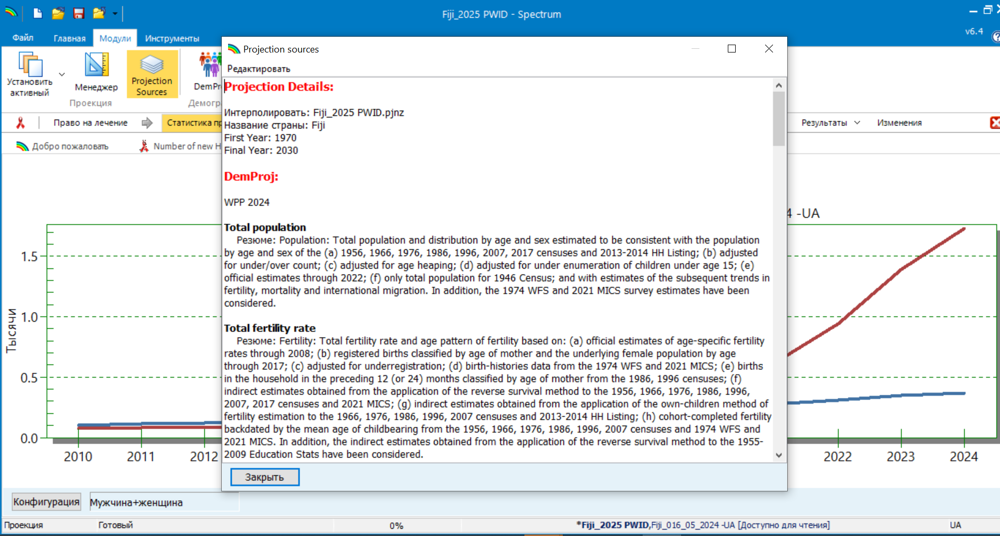 Fiji_2025 PWID - Spectrum
Файл
Главная
Модули
Инструменты
v6.4
Установить активный
Менеджер
Projection Sources
Проекция
Право на лечение
Добро пожаловать
Number of new
Projection sources
Редактировать
Projection Details:
Интерполировать: Fiji_2025 PWID.pjnz
Название страны: Fiji
First Year: 1970
Final Year: 2030
DemProj:
WPP 2024
Total population
Резюме: Population: Total population and distribution by age and sex estimated to be consistent with the population
by age and sex of the (a) 1956, 1966, 1976, 1986, 1996, 2007, 2017 censuses and 2013-2014 HH Listing; (b) adjusted
for under/over count; (c) adjusted for age heaping; (d) adjusted for under enumeration of children under age 15; (e)
official estimates through 2022; (f) only total population for 1946 Census; and with estimates of the subsequent trends in
fertility, mortality and international migration. In addition, the 1974 WFS and 2021 MICS survey estimates have been
considered.
Total fertility rate
Резюме: Fertility: Total fertility rate and age pattern of fertility based on: (a) official estimates of age-specific fertility
rates through 2008; (b) registered births classified by age of mother and the underlying female population by age
through 2017; (c) adjusted for underregistration; (d) birth-histories data from the 1974 WFS and 2021 MICS; (e) births
in the household in the preceding 12 (or 24) months classified by age of mother from the 1986, 1996 censuses; (f)
indirect estimates obtained from the application of the reverse survival method to the 1956, 1966, 1976, 1986, 1996,
2007, 2017 censuses and 2021 MICS; (g) indirect estimates obtained from the application of the own-children method of
fertility estimation to the 1966, 1976, 1986, 1996, 2007 censuses and 2013-2014 HH Listing; (h) cohort-completed fertility
backdated by the mean age of childbearing from the 1956, 1966, 1976, 1986, 1996, 2007 censuses and 1974 WFS and
2021 MICS. In addition, the indirect estimates obtained from the application of the reverse survival method to the 1955-
2009 Education Stats have been considered.
Закрыть
Результаты
Изменения
4 -UA
Тысячи
1.5
1.0
0.5
0.0
2010
2011
2012
2022
2023
2024
Конфигурация
Мужчина+женщина
Проекция
Готовый
0%
*Fiji_2025 PWID,Fiji_016_05_2024 -UA [Доступно для чтения]
UA